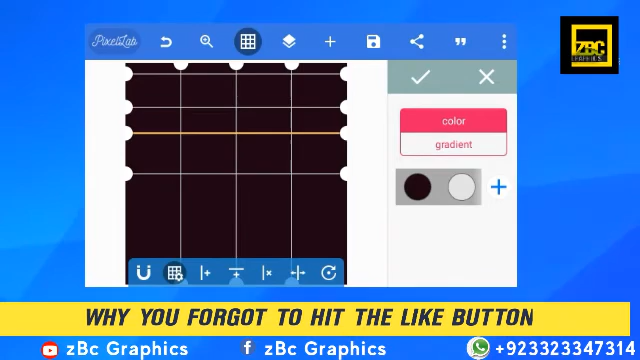 PixelLab
ZBC
GRAPHICS
color
gradient
WHY YOU FORGOT TO HIT THE LIKE BUTTON
zBc Graphics
zBc Graphics
+923323347314